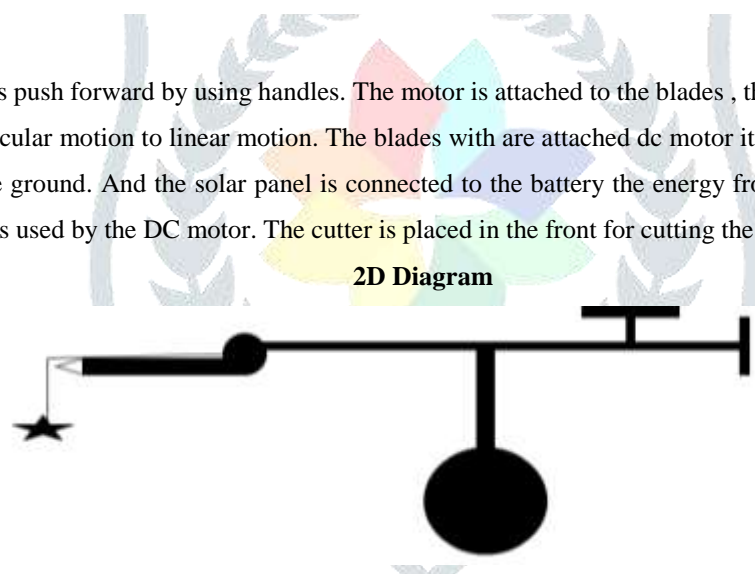 s push forward by using handles. The motor is attached to the blades , th
cular motion to linear motion. The blades with are attached dc motor it
e ground. And the solar panel is connected to the battery the energy fro
s used by the DC motor. The cutter is placed in the front for cutting the
2D Diagram